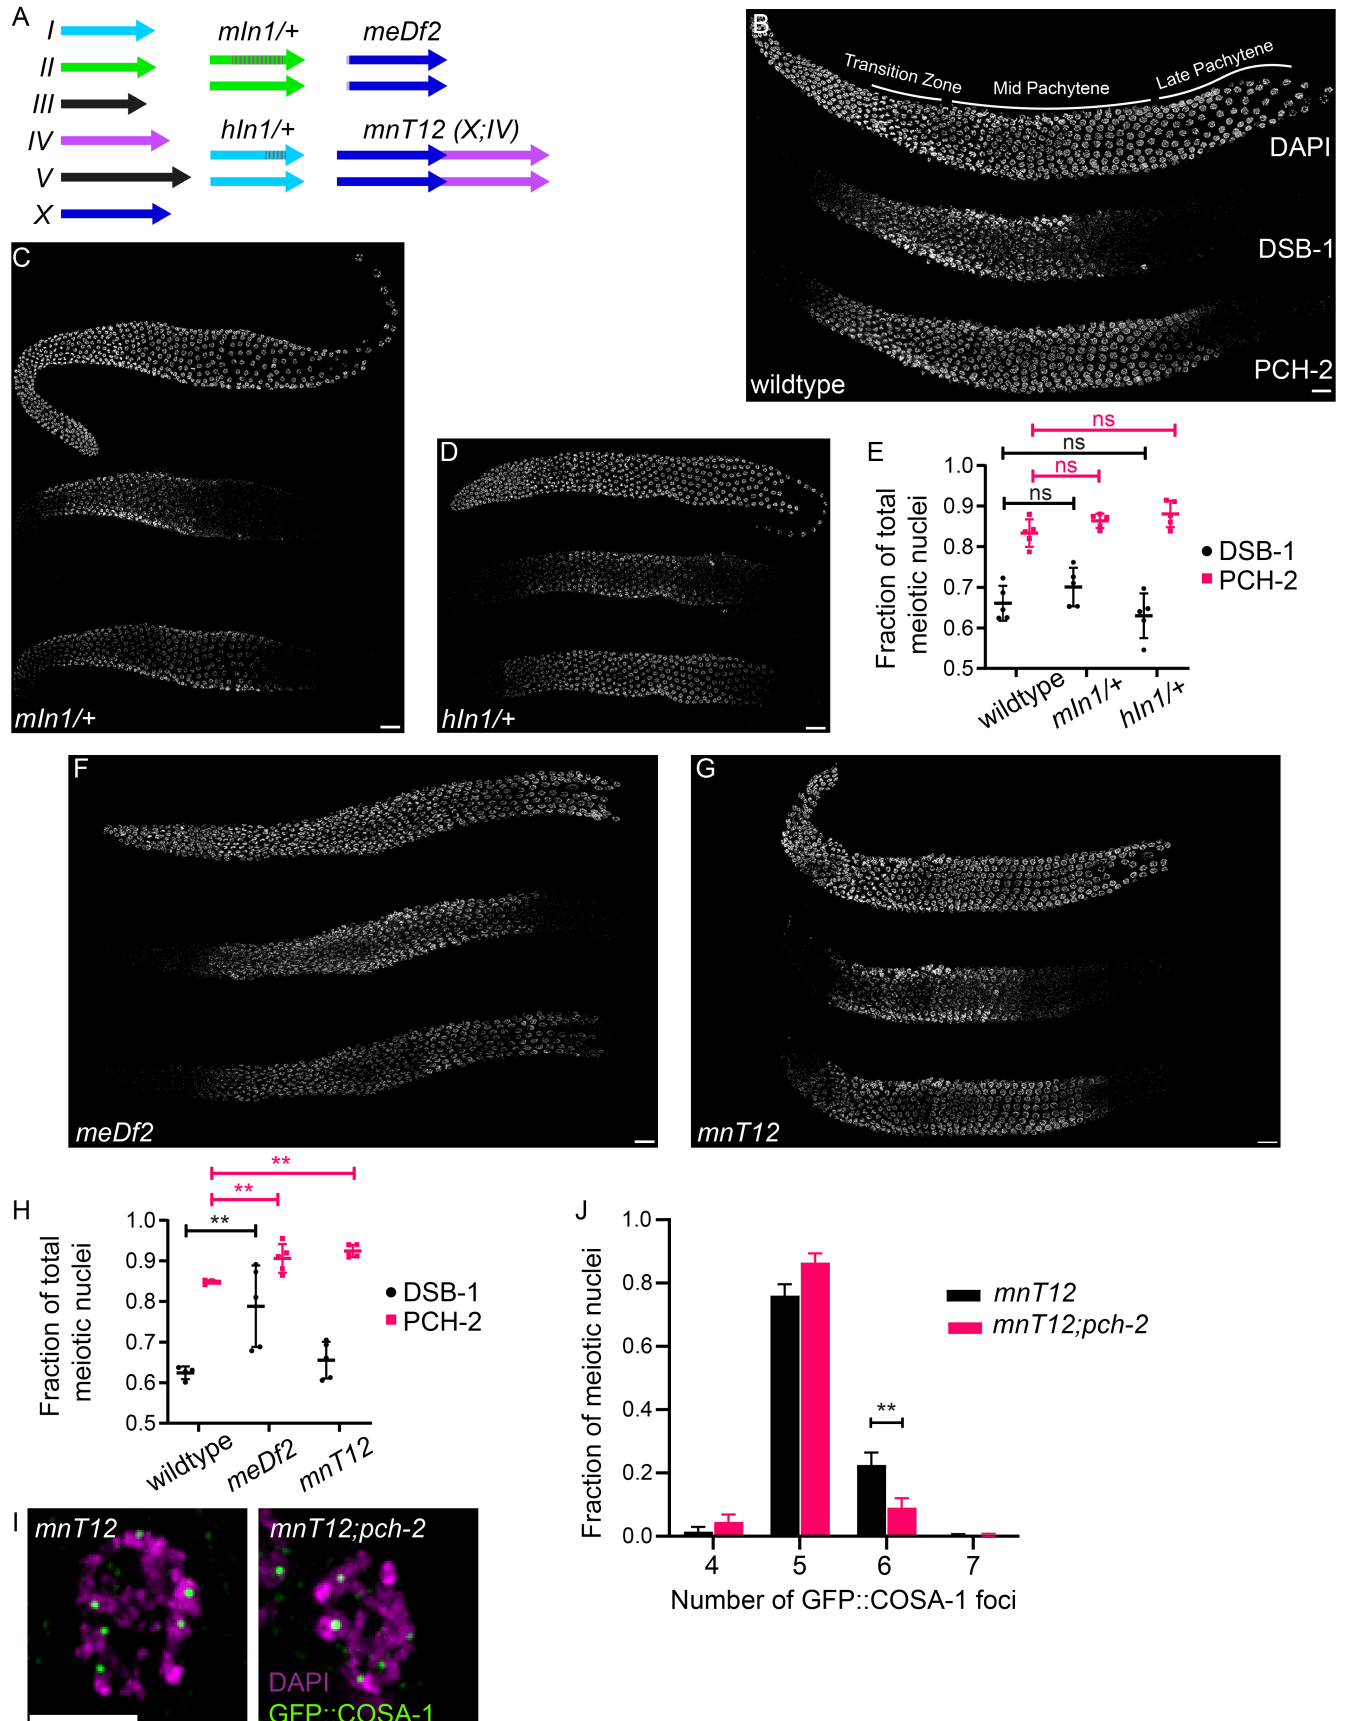 A
I
II
III
IV
V
X
mIn1/+
meDf2
hIn1/+
mnT12 (X;IV)
B
Transition Zone
Mid Pachytene
Late Pachytene
DAPI
DSB-1
PCH-2
wildtype
C
mIn1/+
D
hIn1/+
E
ns
ns
ns
ns
1.0
0.9
0.8
0.7
0.6
0.5
Fraction of total
meiotic nuclei
wildtype
mIn1/+
hIn1/+
DSB-1
PCH-2
F
meDf2
G
mnT12
H
**
**
**
1.0
0.9
0.8
0.7
0.6
0.5
Fraction of total
meiotic nuclei
wildtype
meDf2
mnT12
DSB-1
PCH-2
I
mnT12
mnT12;pch-2
DAPI
GFP::COSA-1
J
1.0
0.8
0.6
0.4
0.2
0.0
Fraction of meiotic nuclei
**
4
5
6
7
Number of GFP::COSA-1 foci
mnT12
mnT12;pch-2